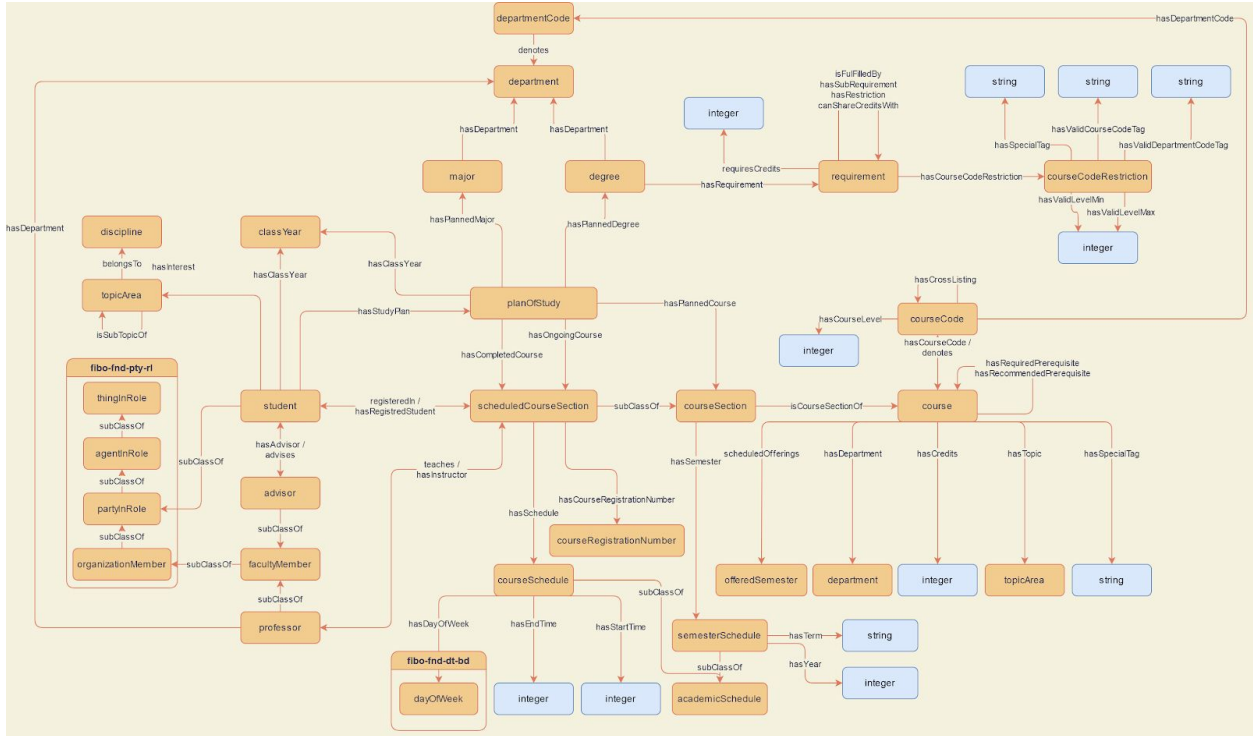 departmentCode
hasDepartmentCode
denotes
department
isFulFilledBy
hasSubRequirement
hasRestriction
canShareCreditsWith
string
string
string
integer
hasDepartment
hasDepartment
hasValidCourseCodeTag
hasSpecialTag
hasValidDepartmentCodeTag
major
degree
requiresCredits
requirement
hasCourseCodeRestriction
courseCodeRestriction
hasRequirement
hasValidLevelMin
hasValidLevelMax
hasPlannedMajor
hasPlannedDegree
hasDepartment
discipline
classYear
integer
belongsTo
hasInterest
hasClassYear
hasClassYear
hasCrossListing
topicArea
planOfStudy
hasPlannedCourse
hasStudyPlan
isSubTopicOf
hasOngoingCourse
hasCourseLevel
courseCode
hasCompletedCourse
integer
hasCourseCode /
denotes
fibo-fnd-pty-rl
hasRequiredPrerequisite
hasRecommendedPrerequisite
thingInRole
student
registeredIn /
hasRegistredStudent
scheduledCourseSection
subClassOf
courseSection
isCourseSectionOf
course
subClassOf
agentInRole
hasAdvisor /
advises
subClassOf
hasSemester
scheduledOfferings
hasDepartment
hasCredits
hasTopic
hasSpecialTag
teaches /
hasInstructor
subClassOf
advisor
hasCourseRegistrationNumber
partyInRole
hasSchedule
subClassOf
subClassOf
courseRegistrationNumber
organizationMember
subClassOf
facultyMember
courseSchedule
offeredSemester
department
integer
topicArea
string
subClassOf
subClassOf
professor
hasDayOfWeek
hasEndTime
hasStartTime
semesterSchedule
hasTerm
string
fibo-fnd-dt-bd
subClassOf
hasYear
integer
dayOfWeek
integer
integer
academicSchedule